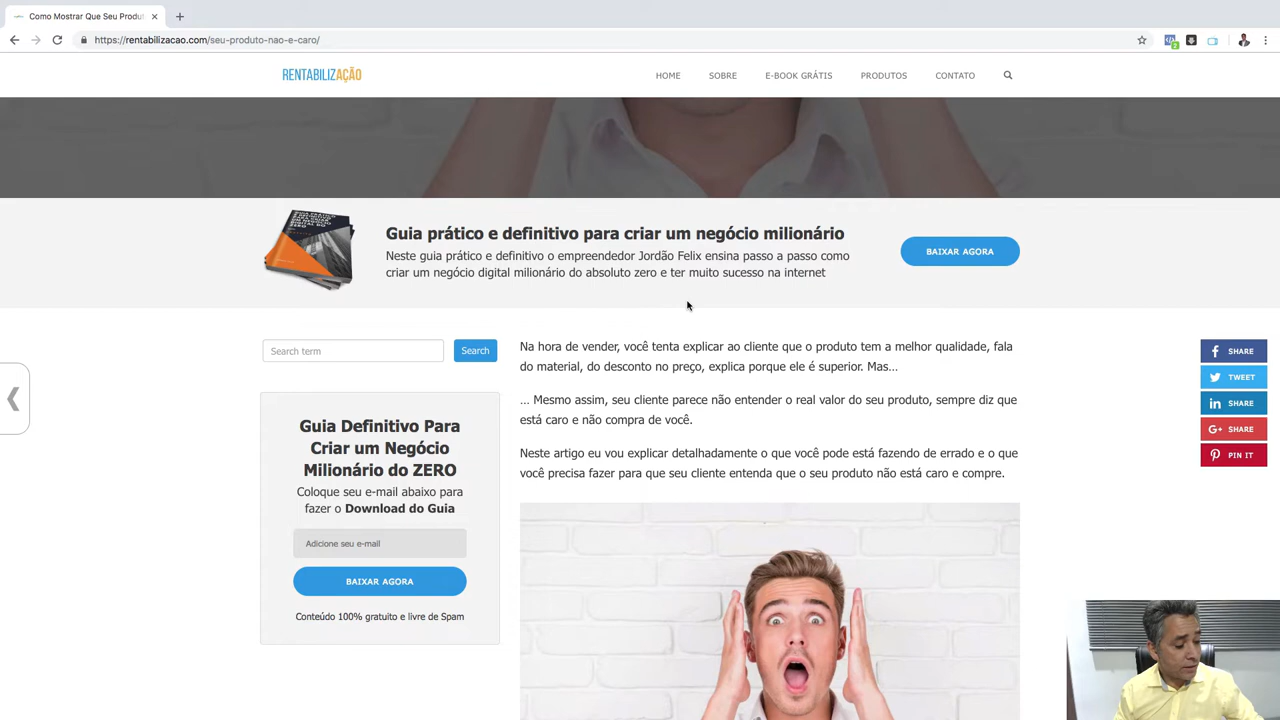 Como Mostrar Que Seu Produt
https://rentabilizacao.com/seu-produto-nao-e-caro/
RENTABILIZAÇÃO
HOME
SOBRE
E-BOOK GRÁTIS
PRODUTOS
CONTATO
Guia prático e definitivo para criar um negócio milionário
Neste guia prático e definitivo o empreendedor Jordão Felix ensina passo a passo como
criar um negócio digital milionário do absoluto zero e ter muito sucesso na internet
BAIXAR AGORA
Search term
Search
Guia Definitivo Para
Criar um Negócio
Milionário do ZERO
Coloque seu e-mail abaixo para
fazer o Download do Guia
Adicione seu e-mail
BAIXAR AGORA
Conteúdo 100% gratuito e livre de Spam
Na hora de vender, você tenta explicar ao cliente que o produto tem a melhor qualidade, fala
do material, do desconto no preço, explica porque ele é superior. Mas…
… Mesmo assim, seu cliente parece não entender o real valor do seu produto, sempre diz que
está caro e não compra de você.
Neste artigo eu vou explicar detalhadamente o que você pode está fazendo de errado e o que
você precisa fazer para que seu cliente entenda que o seu produto não está caro e compre.
SHARE
TWEET
SHARE
SHARE
PIN IT